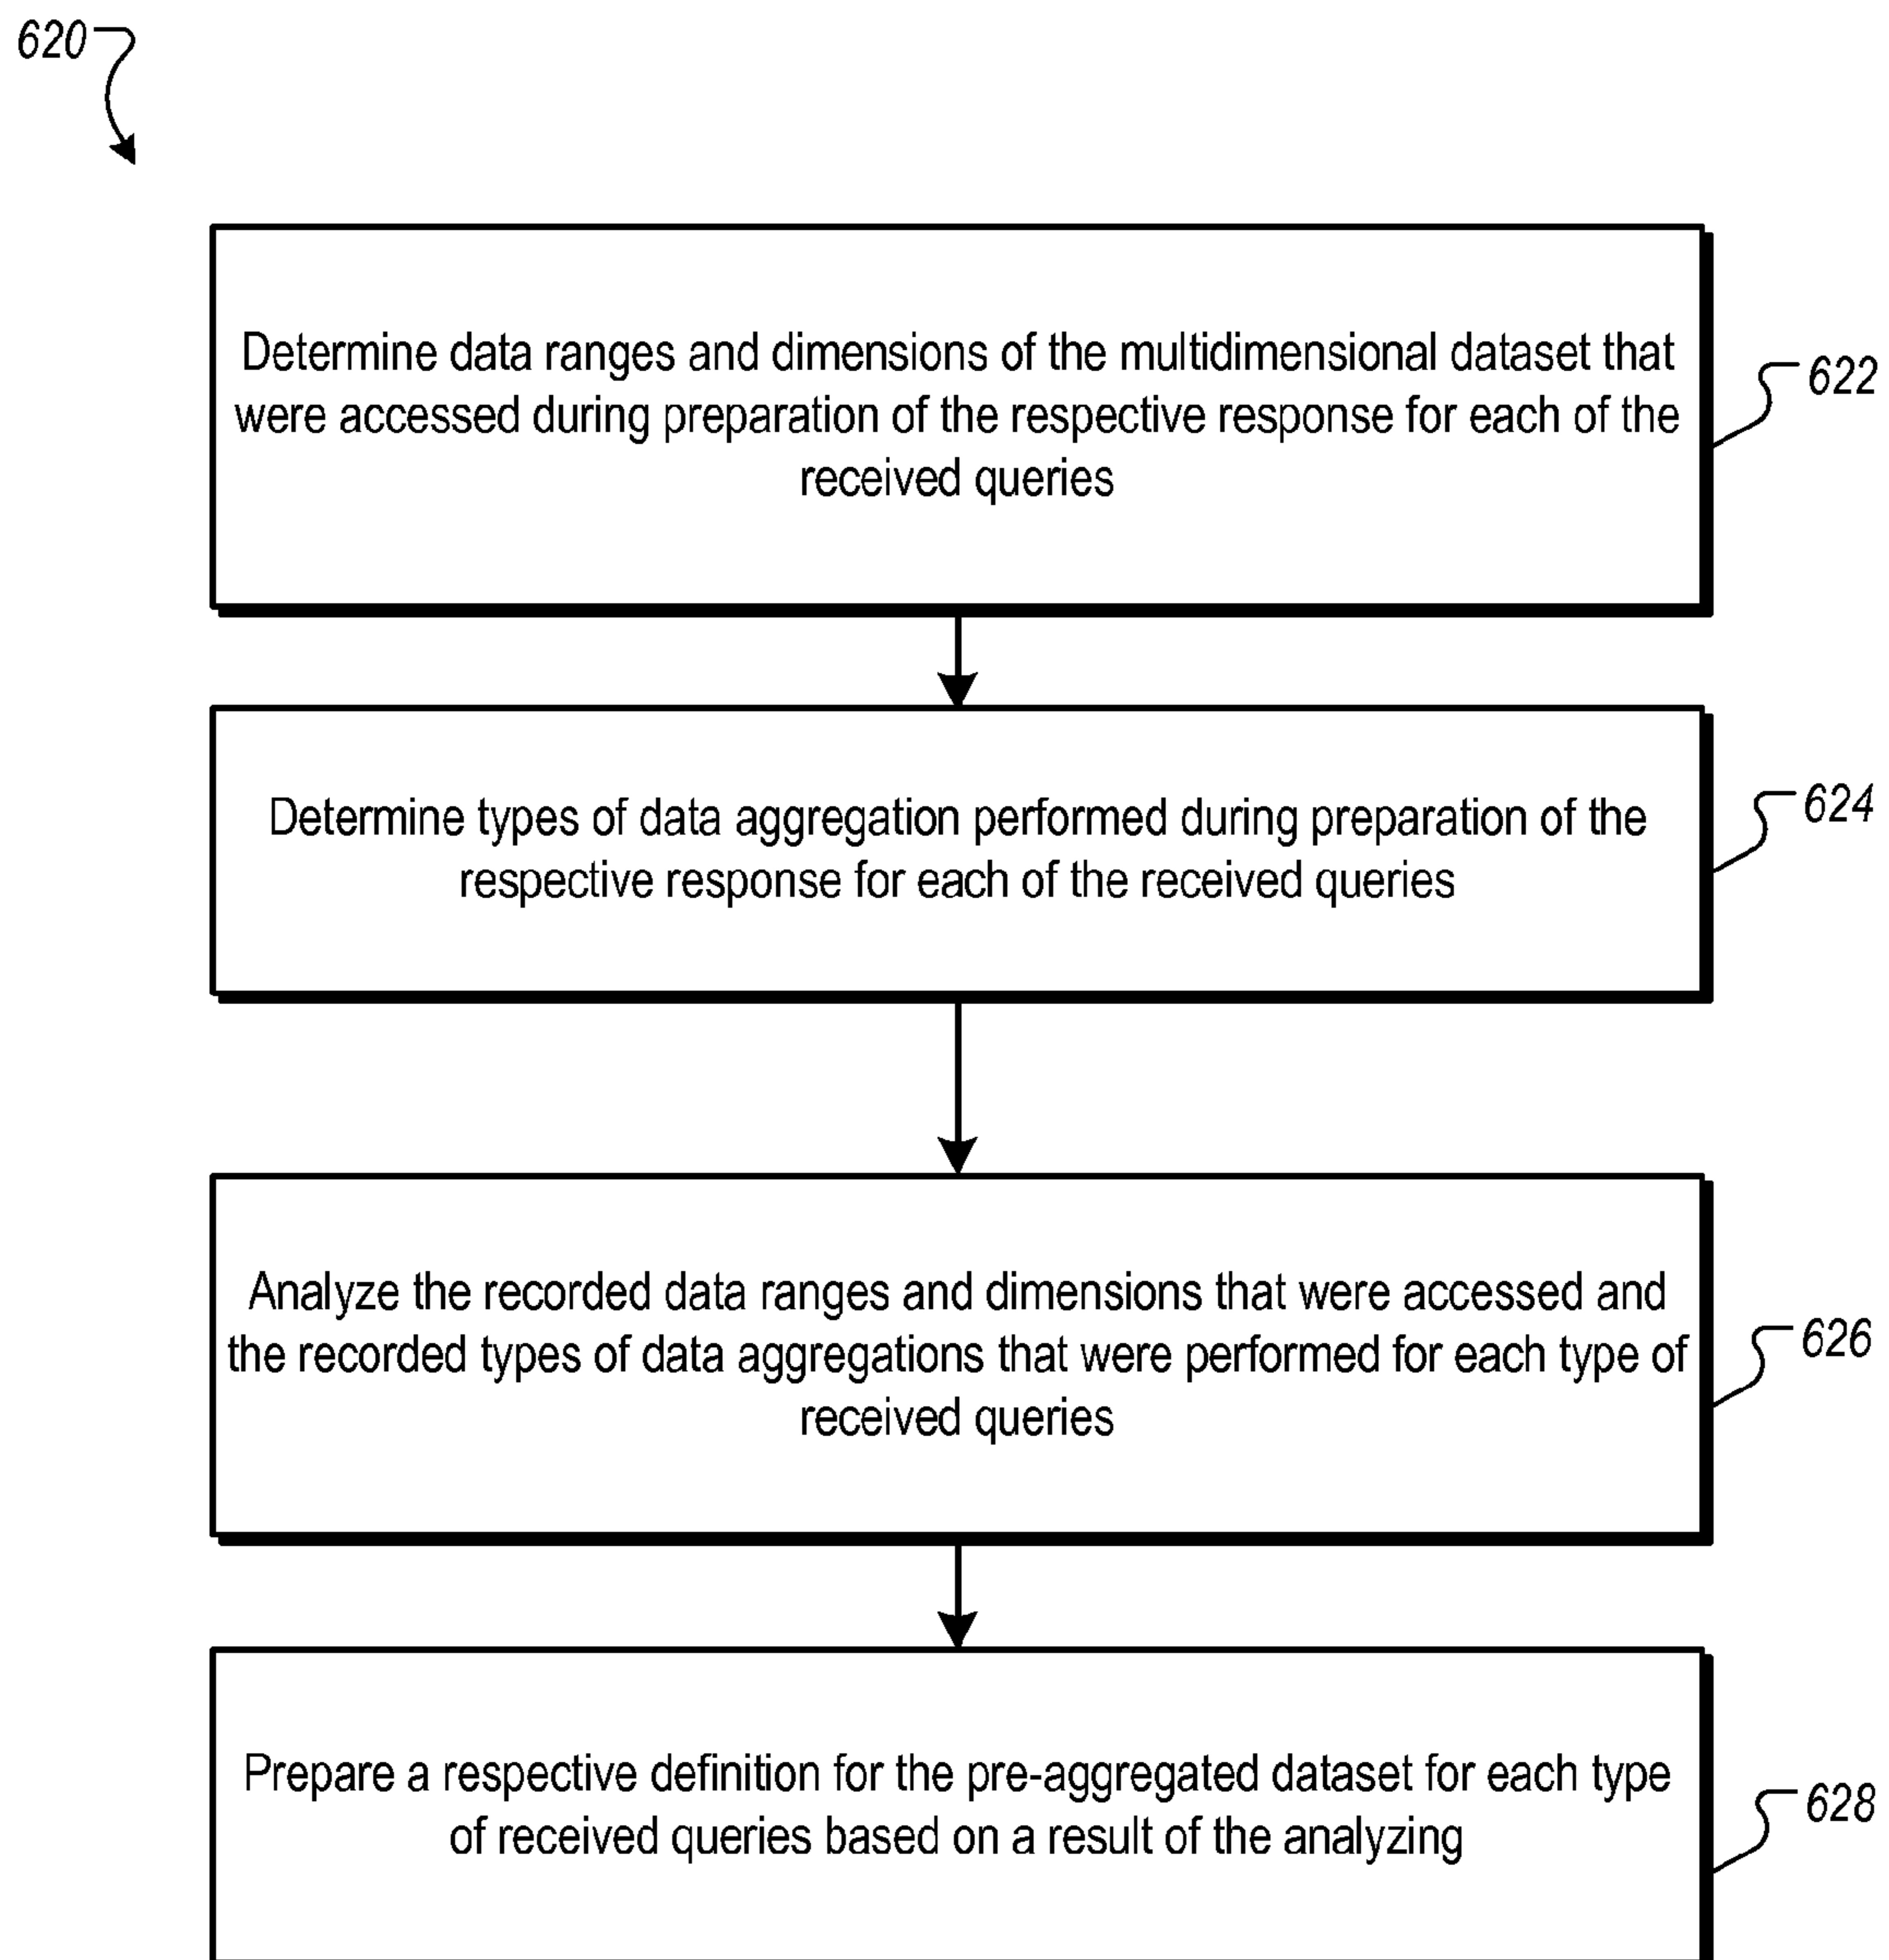 620
Determine data ranges and dimensions of the multidimensional dataset that
were accessed during preparation of the respective response for each of the
received queries
622
Determine types of data aggregation performed during preparation of the
respective response for each of the received queries
624
Analyze the recorded data ranges and dimensions that were accessed and
the recorded types of data aggregations that were performed for each type of
received queries
626
Prepare a respective definition for the pre-aggregated dataset for each type
of received queries based on a result of the analyzing
628